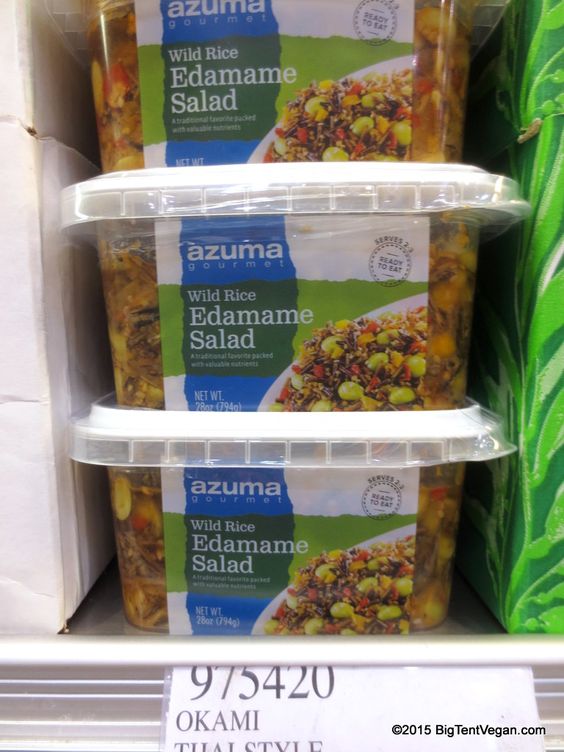 azuma
gourmet
Wild Rice
Edamame
Salad
A traditional favorite packed
with valuable nutrients
NET WT.
READY
TO EAT
azuma
gourmet
SERVES 2-3
READY
TO EAT
Wild Rice
Edamame
Salad
A traditional favorite packed
with valuable nutrients
NET WT.
28oz (794g)
azuma
gourmet
SERVES 2-3
READY
TO EAT
Wild Rice
Edamame
Salad
A traditional favorite packed
with valuable nutrients
NET WT.
28oz (794g)
975420
OKAMI
THAI STYLE
©2015 BigTentVegan.com